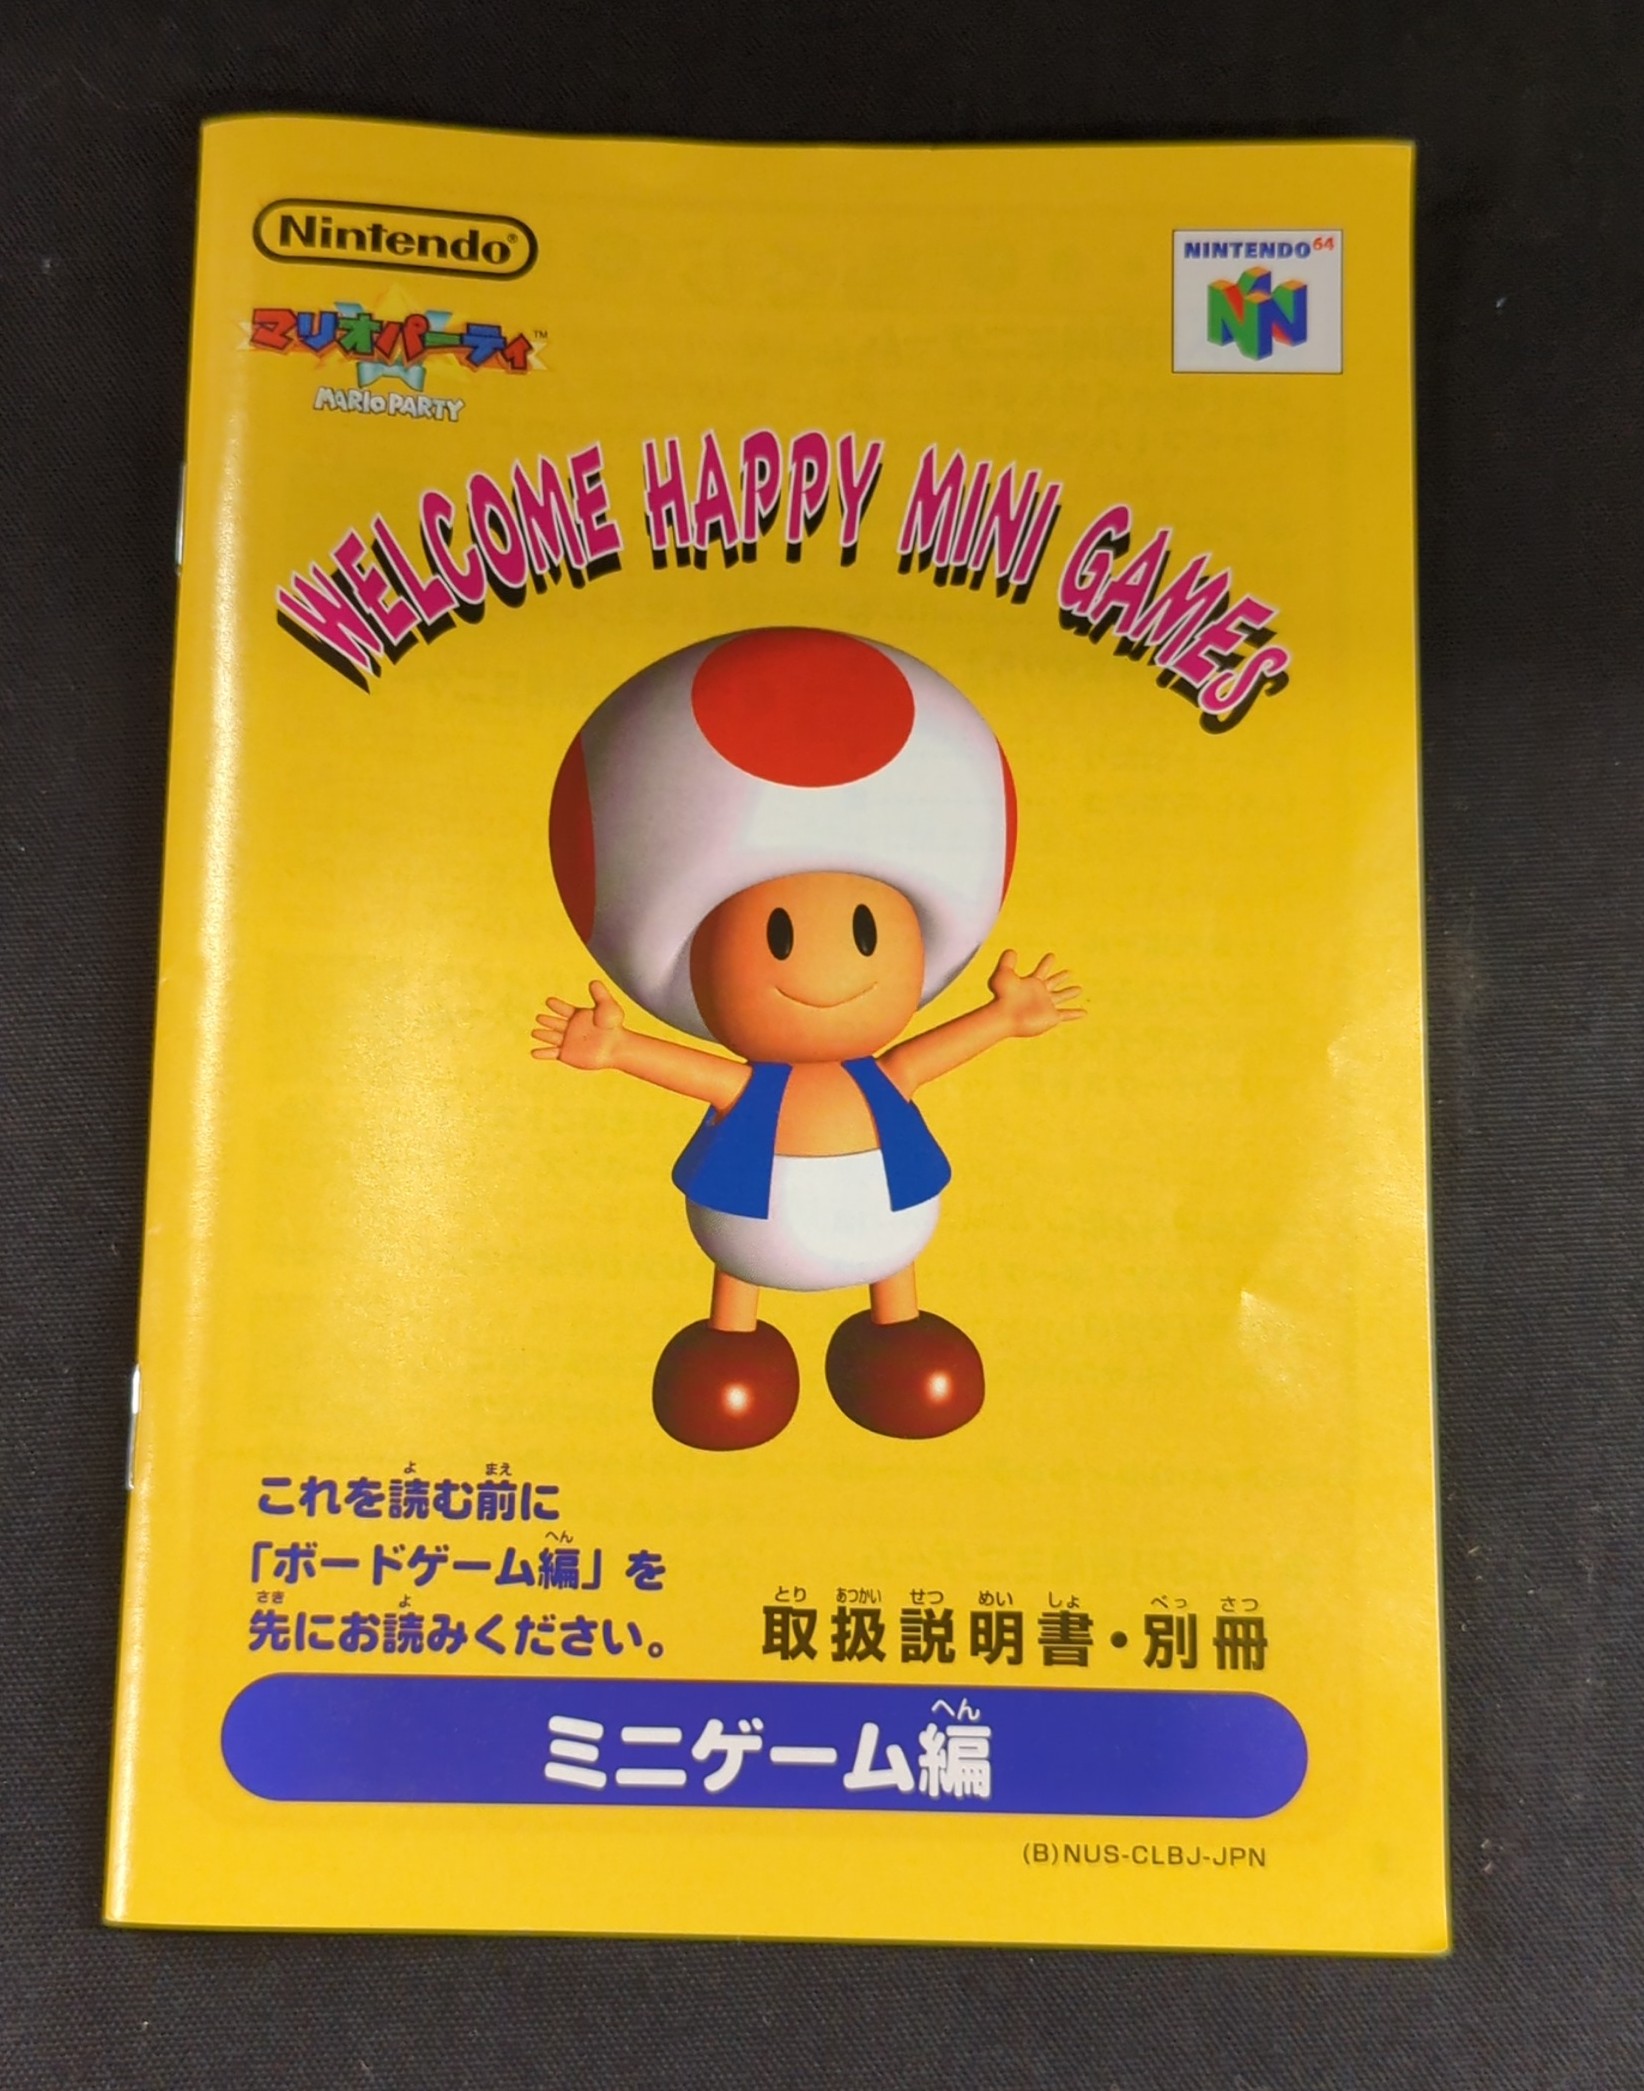 Nintendo®
NINTENDO64
マリオパーティ™
MARIO PARTY
WELCOME HAPPY MINI GAMES
これを読む前に
「ボードゲーム編」を
先にお読みください。
取扱説明書・別冊
ミニゲーム編
(B)NUS-CLBJ-JPN